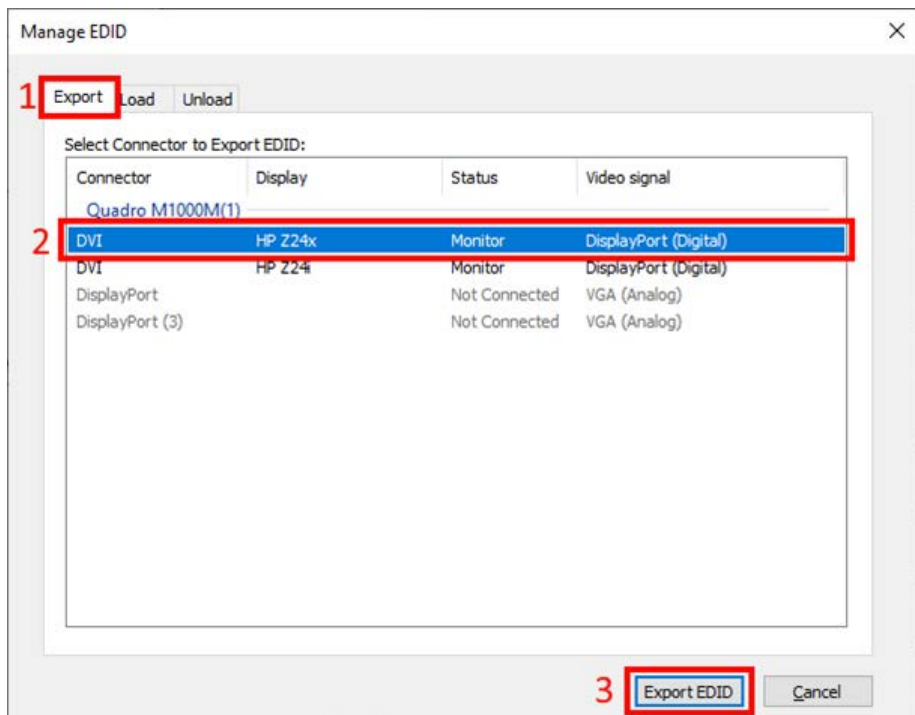 Manage EDID
1 Export Load Unload
Select Connector to Export EDID:
Connector Display Status Video signal
Quadro M1000M(1)
2 DVI HP Z24x Monitor DisplayPort (Digital)
DVI HP Z24i Monitor DisplayPort (Digital)
DisplayPort Not Connected VGA (Analog)
DisplayPort (3) Not Connected VGA (Analog)
3 Export EDID Cancel